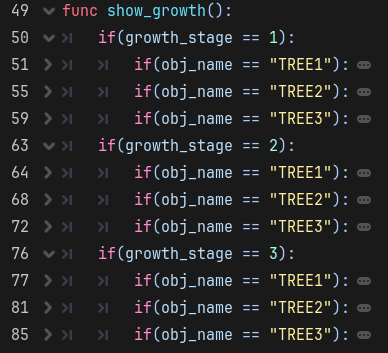 49 func show_growth():
50 if(growth_stage == 1):
51 if(obj_name == "TREE1"):
55 if(obj_name == "TREE2"):
59 if(obj_name == "TREE3"):
63 if(growth_stage == 2):
64 if(obj_name == "TREE1"):
68 if(obj_name == "TREE2"):
72 if(obj_name == "TREE3"):
76 if(growth_stage == 3):
77 if(obj_name == "TREE1"):
81 if(obj_name == "TREE2"):
85 if(obj_name == "TREE3"):